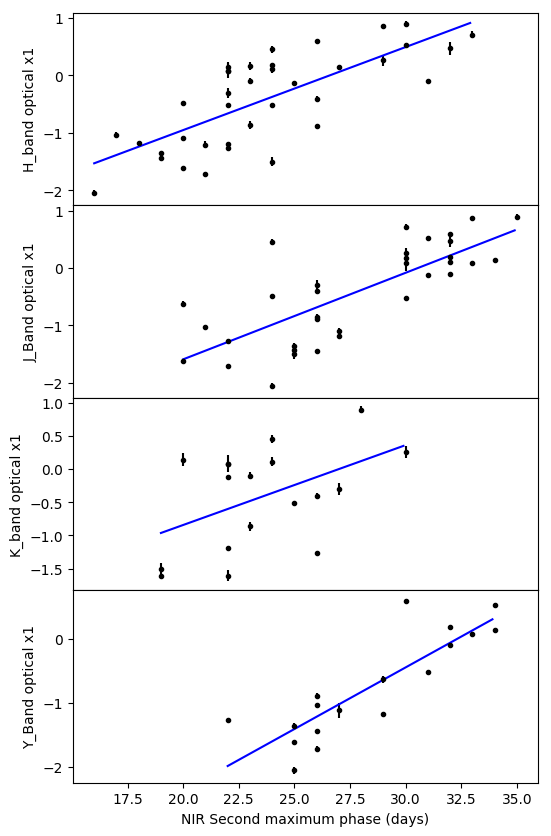 1
0
−1
−2
H_band optical x1
1
0
−1
−2
J_Band optical x1
1.0
0.5
0.0
−0.5
−1.0
−1.5
K_band optical x1
0
−1
−2
Y_Band optical x1
17.5 20.0 22.5 25.0 27.5 30.0 32.5 35.0
NIR Second maximum phase (days)